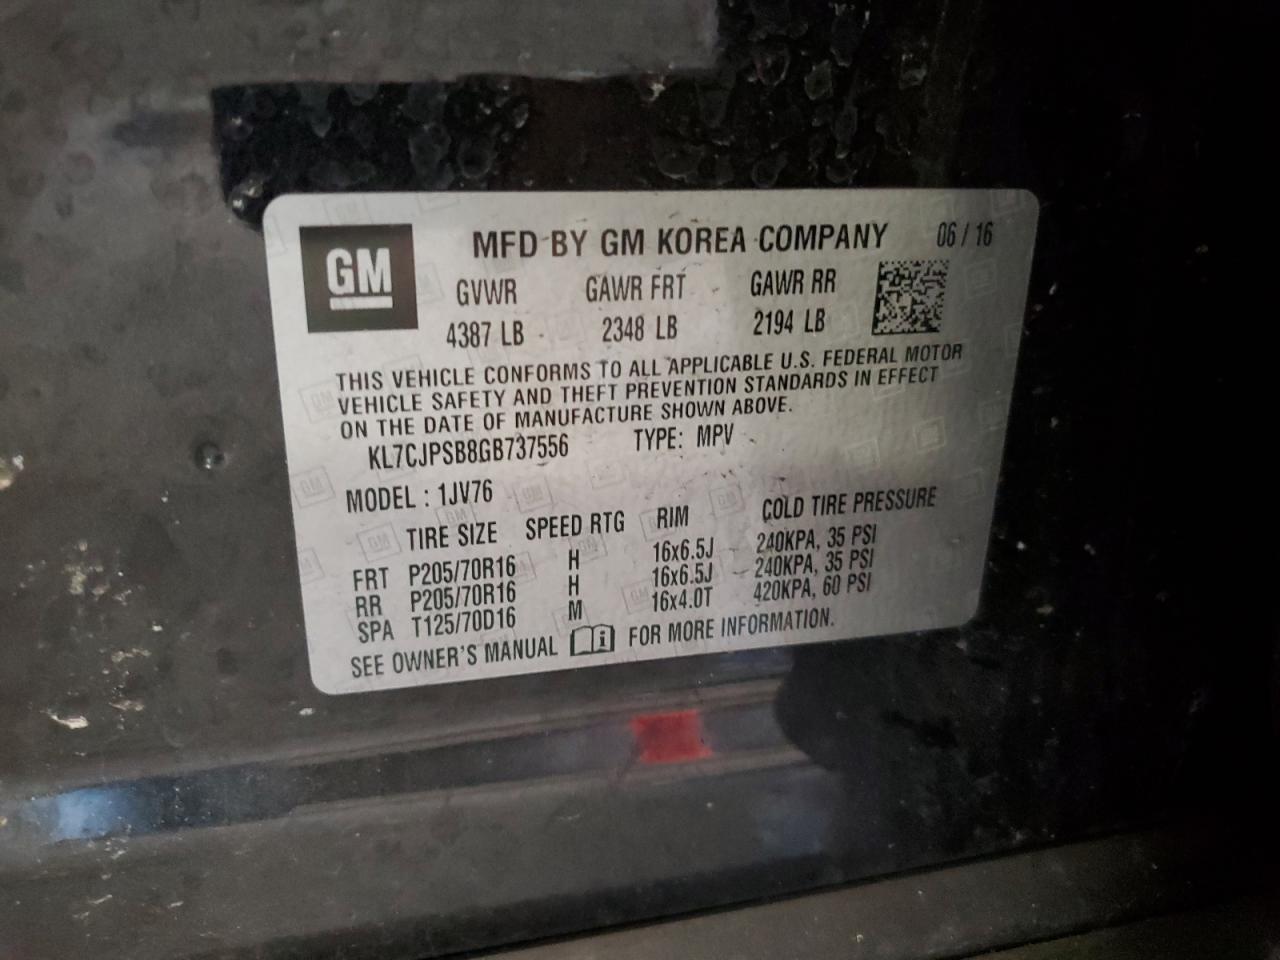 GM
MFD BY GM KOREA COMPANY 06 / 16
GVWR GAWR FRT GAWR RR
4387 LB 2348 LB 2194 LB
THIS VEHICLE CONFORMS TO ALL APPLICABLE U.S. FEDERAL MOTOR
VEHICLE SAFETY AND THEFT PREVENTION STANDARDS IN EFFECT
ON THE DATE OF MANUFACTURE SHOWN ABOVE.
KL7CJPSB8GB737556 TYPE: MPV
MODEL : 1JV76
TIRE SIZE SPEED RTG RIM COLD TIRE PRESSURE
FRT P205/70R16 H 16x6.5J 240KPA, 35 PSI
RR P205/70R16 H 16x6.5J 240KPA, 35 PSI
SPA T125/70D16 M 16x4.0T 420KPA, 60 PSI
SEE OWNER'S MANUAL FOR MORE INFORMATION.